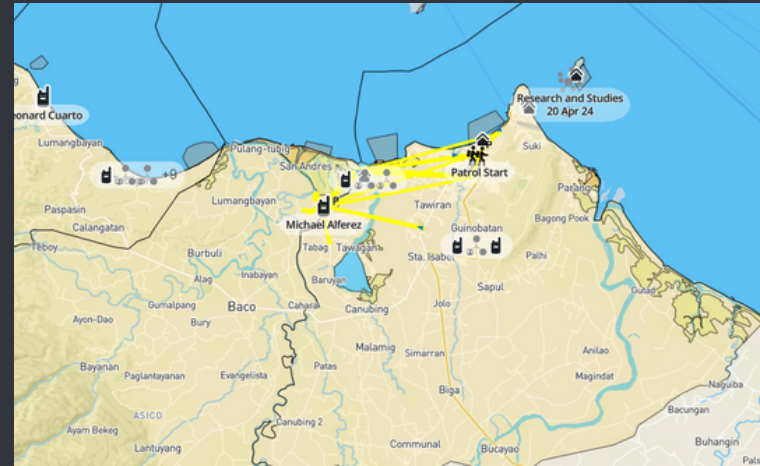 Research and Studies
20 Apr 24
eonard Cuarto
Lumangbayan
Pulang-tubig
Suki
San Andres
+9
Patrol Start
Parang
Paspasin
Lumangbayan
Tawiran
Calangatan
Michael Alferez
Bagong Pook
Guinobatan
Teboy
Tabag
Tawagan
Burbuli
Sta. Isabel
Palhi
Alag
Inabayan
Baruyan
Sapul
Gumalpang
Baco
Cahara
Canubing
Jolo
Gutad
Ayon-Dao
Bury
Malamig
Simarran
Anilao
Bayanan
Patas
Paglantayanan
Evangelista
Magindat
Biga
Naguiba
ASICO
Bacungan
Ayam Bekeg
Canubing 2
Lantuyang
Communal
Bucayao
Buhangin
Pals